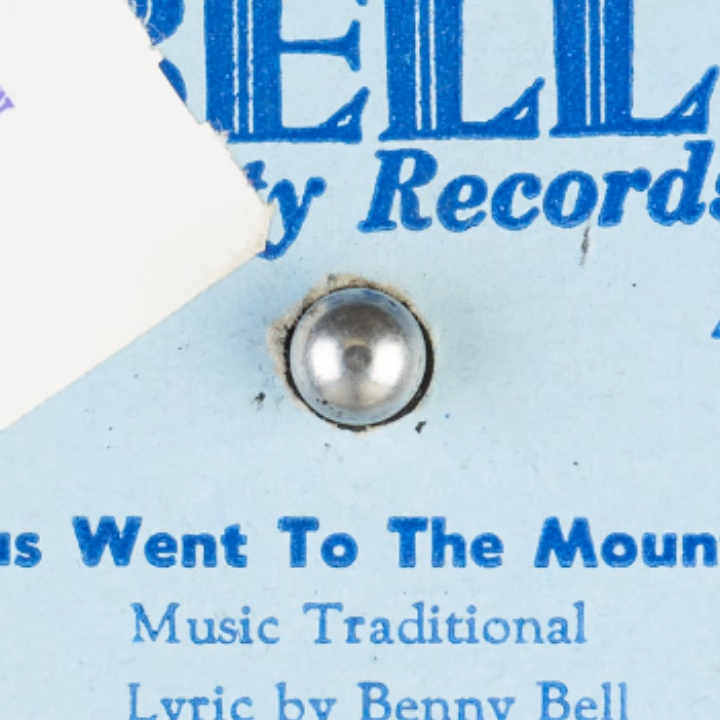 BELL
ty Records
us Went To The Moun
Music Traditional
Lyric by Benny Bell